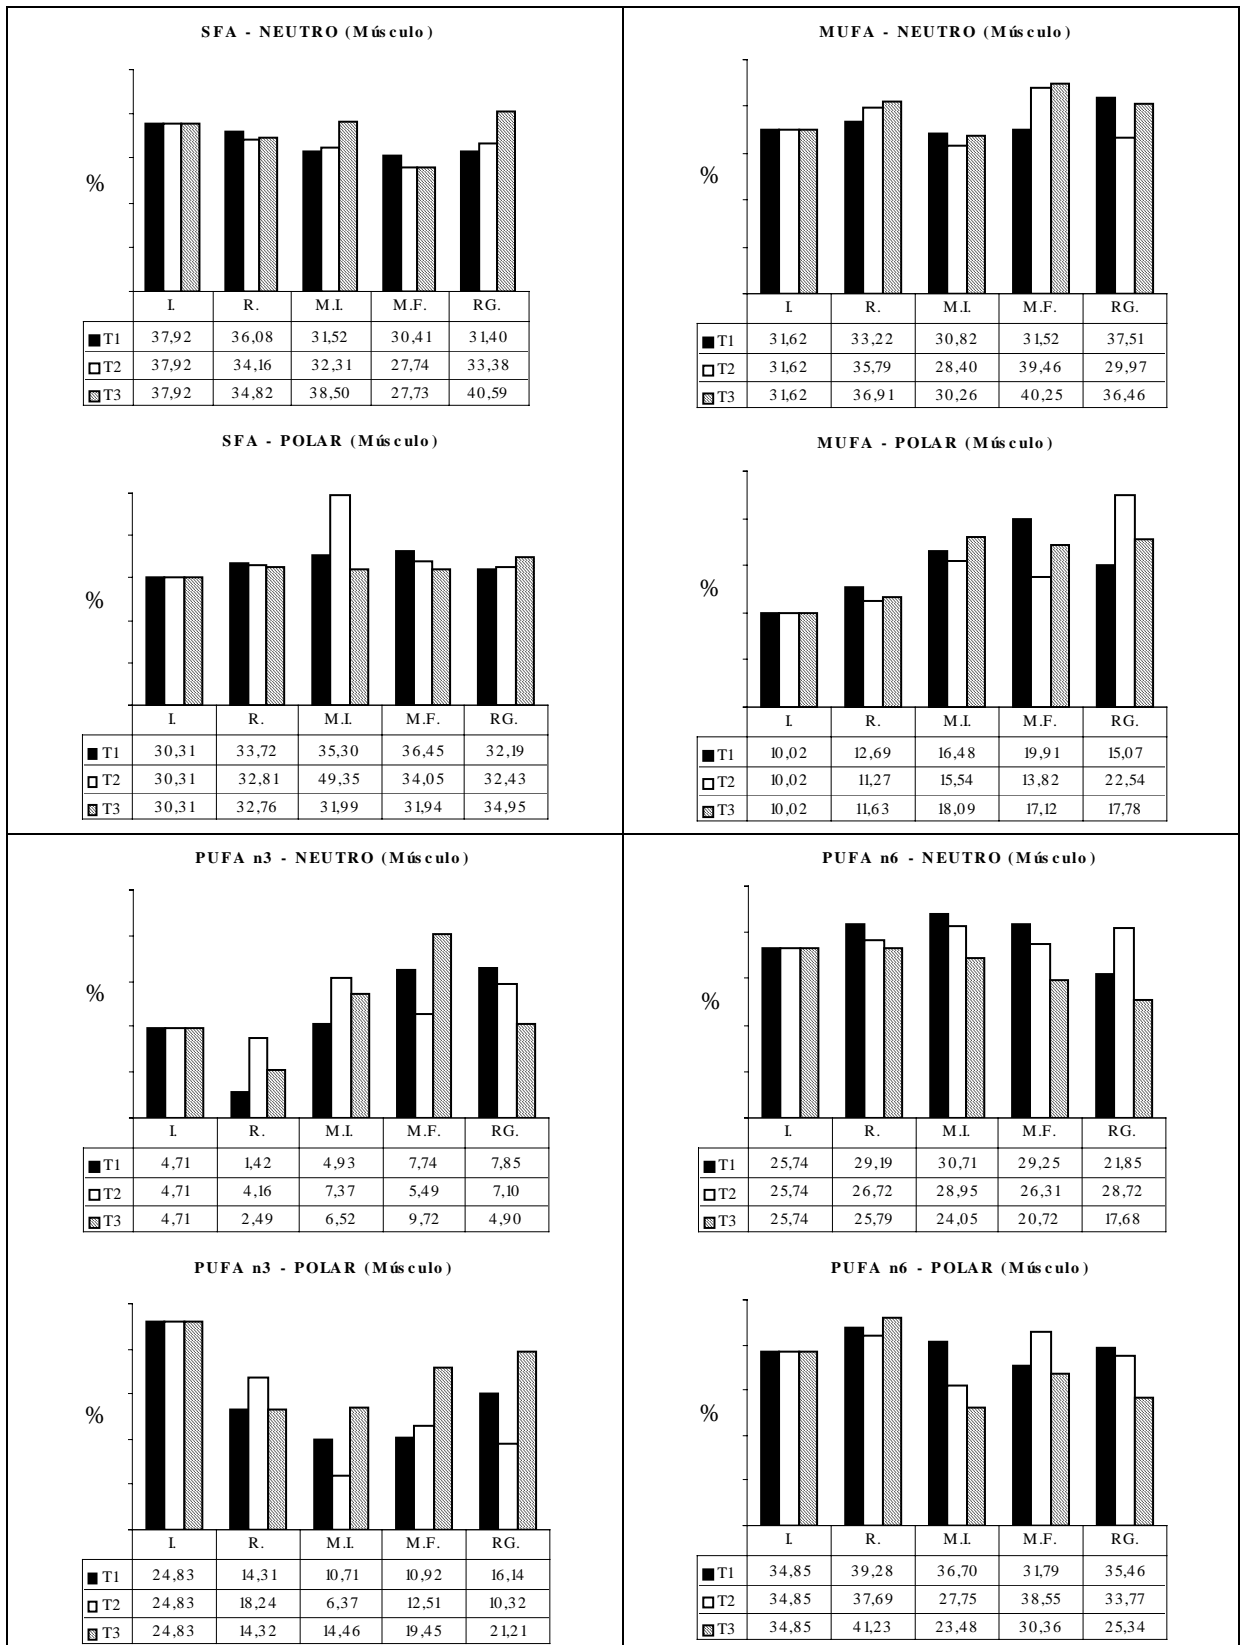 SFA - NEUTRO (Músculo)
%
I. R. M.I. M.F. RG.
T1 37,92 36,08 31,52 30,41 31,40
T2 37,92 34,16 32,31 27,74 33,38
T3 37,92 34,82 38,50 27,73 40,59
SFA - POLAR (Músculo)
%
I. R. M.I. M.F. RG.
T1 30,31 33,72 35,30 36,45 32,19
T2 30,31 32,81 49,35 34,05 32,43
T3 30,31 32,76 31,99 31,94 34,95
MUFA - NEUTRO (Músculo)
%
I. R. M.I. M.F. RG.
T1 31,62 33,22 30,82 31,52 37,51
T2 31,62 35,79 28,40 39,46 29,97
T3 31,62 36,91 30,26 40,25 36,46
MUFA - POLAR (Músculo)
%
I. R. M.I. M.F. RG.
T1 10,02 12,69 16,48 19,91 15,07
T2 10,02 11,27 15,54 13,82 22,54
T3 10,02 11,63 18,09 17,12 17,78
PUFA n3 - NEUTRO (Músculo)
%
I. R. M.I. M.F. RG.
T1 4,71 1,42 4,93 7,74 7,85
T2 4,71 4,16 7,37 5,49 7,10
T3 4,71 2,49 6,52 9,72 4,90
PUFA n3 - POLAR (Músculo)
%
I. R. M.I. M.F. RG.
T1 24,83 14,31 10,71 10,92 16,14
T2 24,83 18,24 6,37 12,51 10,32
T3 24,83 14,32 14,46 19,45 21,21
PUFA n6 - NEUTRO (Músculo)
%
I. R. M.I. M.F. RG.
T1 25,74 29,19 30,71 29,25 21,85
T2 25,74 26,72 28,95 26,31 28,72
T3 25,74 25,79 24,05 20,72 17,68
PUFA n6 - POLAR (Músculo)
%
I. R. M.I. M.F. RG.
T1 34,85 39,28 36,70 31,79 35,46
T2 34,85 37,69 27,75 38,55 33,77
T3 34,85 41,23 23,48 30,36 25,34